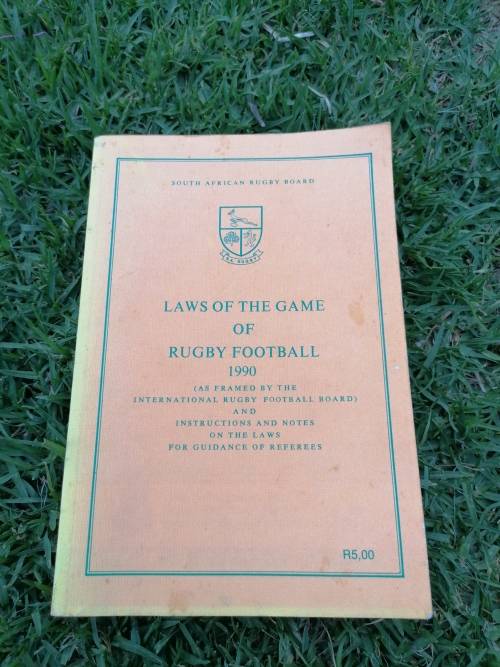 SOUTH AFRICAN RUGBY BOARD
S.A. RUGBY
LAWS OF THE GAME
OF
RUGBY FOOTBALL
1990
(AS FRAMED BY THE
INTERNATIONAL RUGBY FOOTBALL BOARD)
AND
INSTRUCTIONS AND NOTES
ON THE LAWS
FOR GUIDANCE OF REFEREES
R5,00